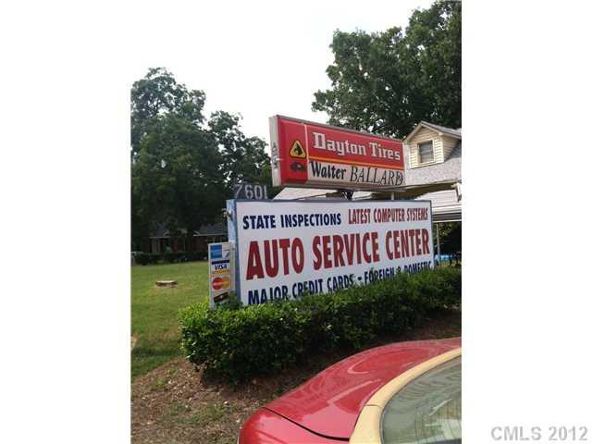 Dayton Tires
Walter BALLARD
7601
STATE INSPECTIONS LATEST COMPUTER SYSTEMS
AUTO SERVICE CENTER
VISA
MAJOR CREDIT CARDS - FOREIGN & DOMESTIC
CMLS 2012